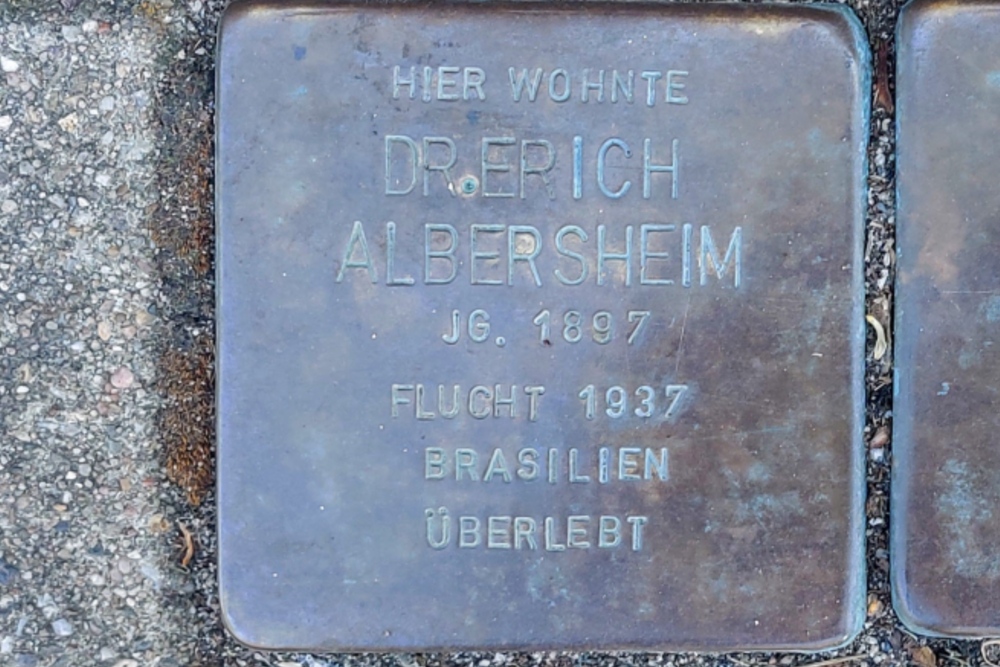 HIER WOHNTE
DR.ERICH
ALBERSHEIM
JG. 1897
FLUCHT 1937
BRASILIEN
ÜBERLEBT